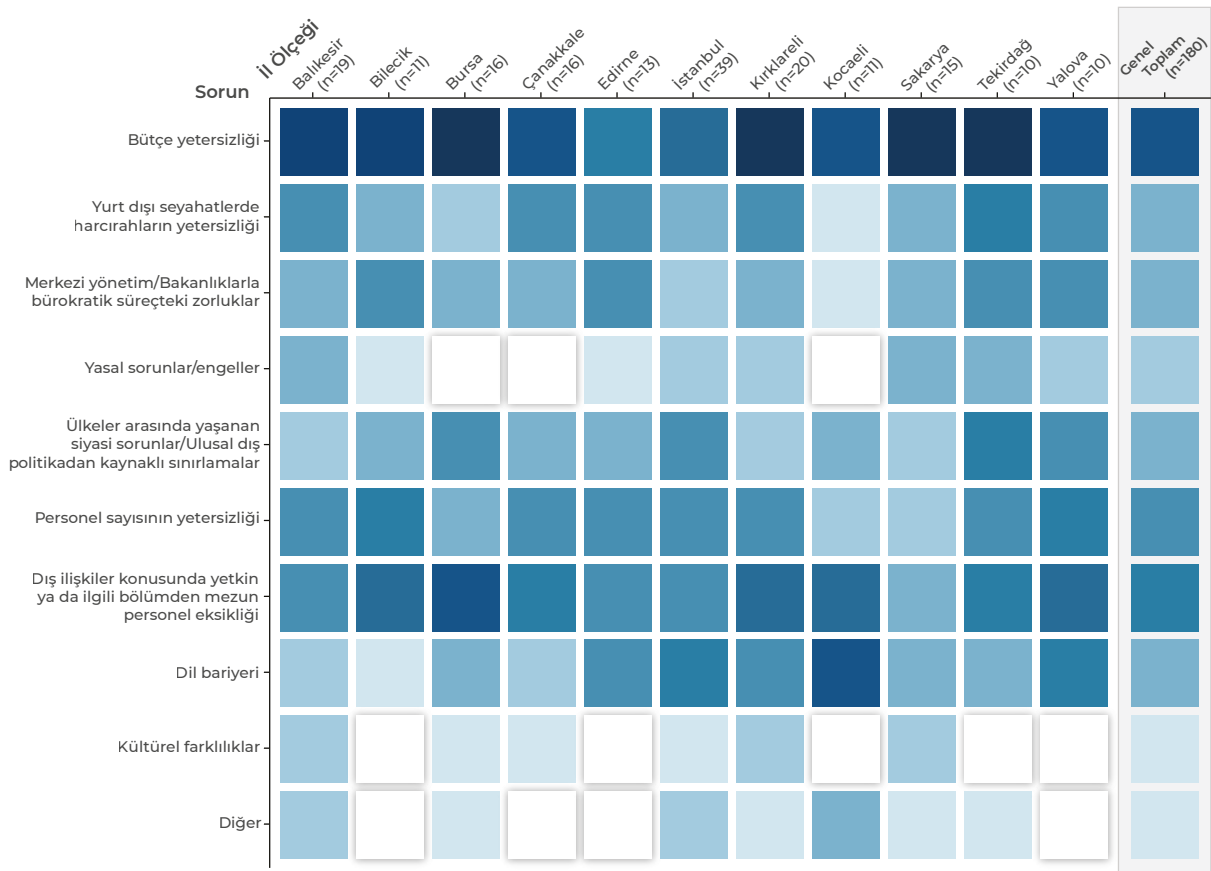 İl Ölçeği
Sorun
Balıkesir
(n=19)
Bilecik
(n=11)
Bursa
(n=16)
Çanakkale
(n=16)
Edirne
(n=13)
İstanbul
(n=39)
Kırklareli
(n=20)
Kocaeli
(n=11)
Sakarya
(n=15)
Tekirdağ
(n=10)
Yalova
(n=10)
Genel
Toplam
(n=180)
Bütçe yetersizliği
Yurt dışı seyahatlerde
harcırahların yetersizliği
Merkezi yönetim/Bakanlıklarla
bürokratik süreçteki zorluklar
Yasal sorunlar/engeller
Ülkeler arasında yaşanan
siyasi sorunlar/Ulusal dış
politikadan kaynaklı sınırlamalar
Personel sayısının yetersizliği
Dış ilişkiler konusunda yetkin
ya da ilgili bölümden mezun
personel eksikliği
Dil bariyeri
Kültürel farklılıklar
Diğer